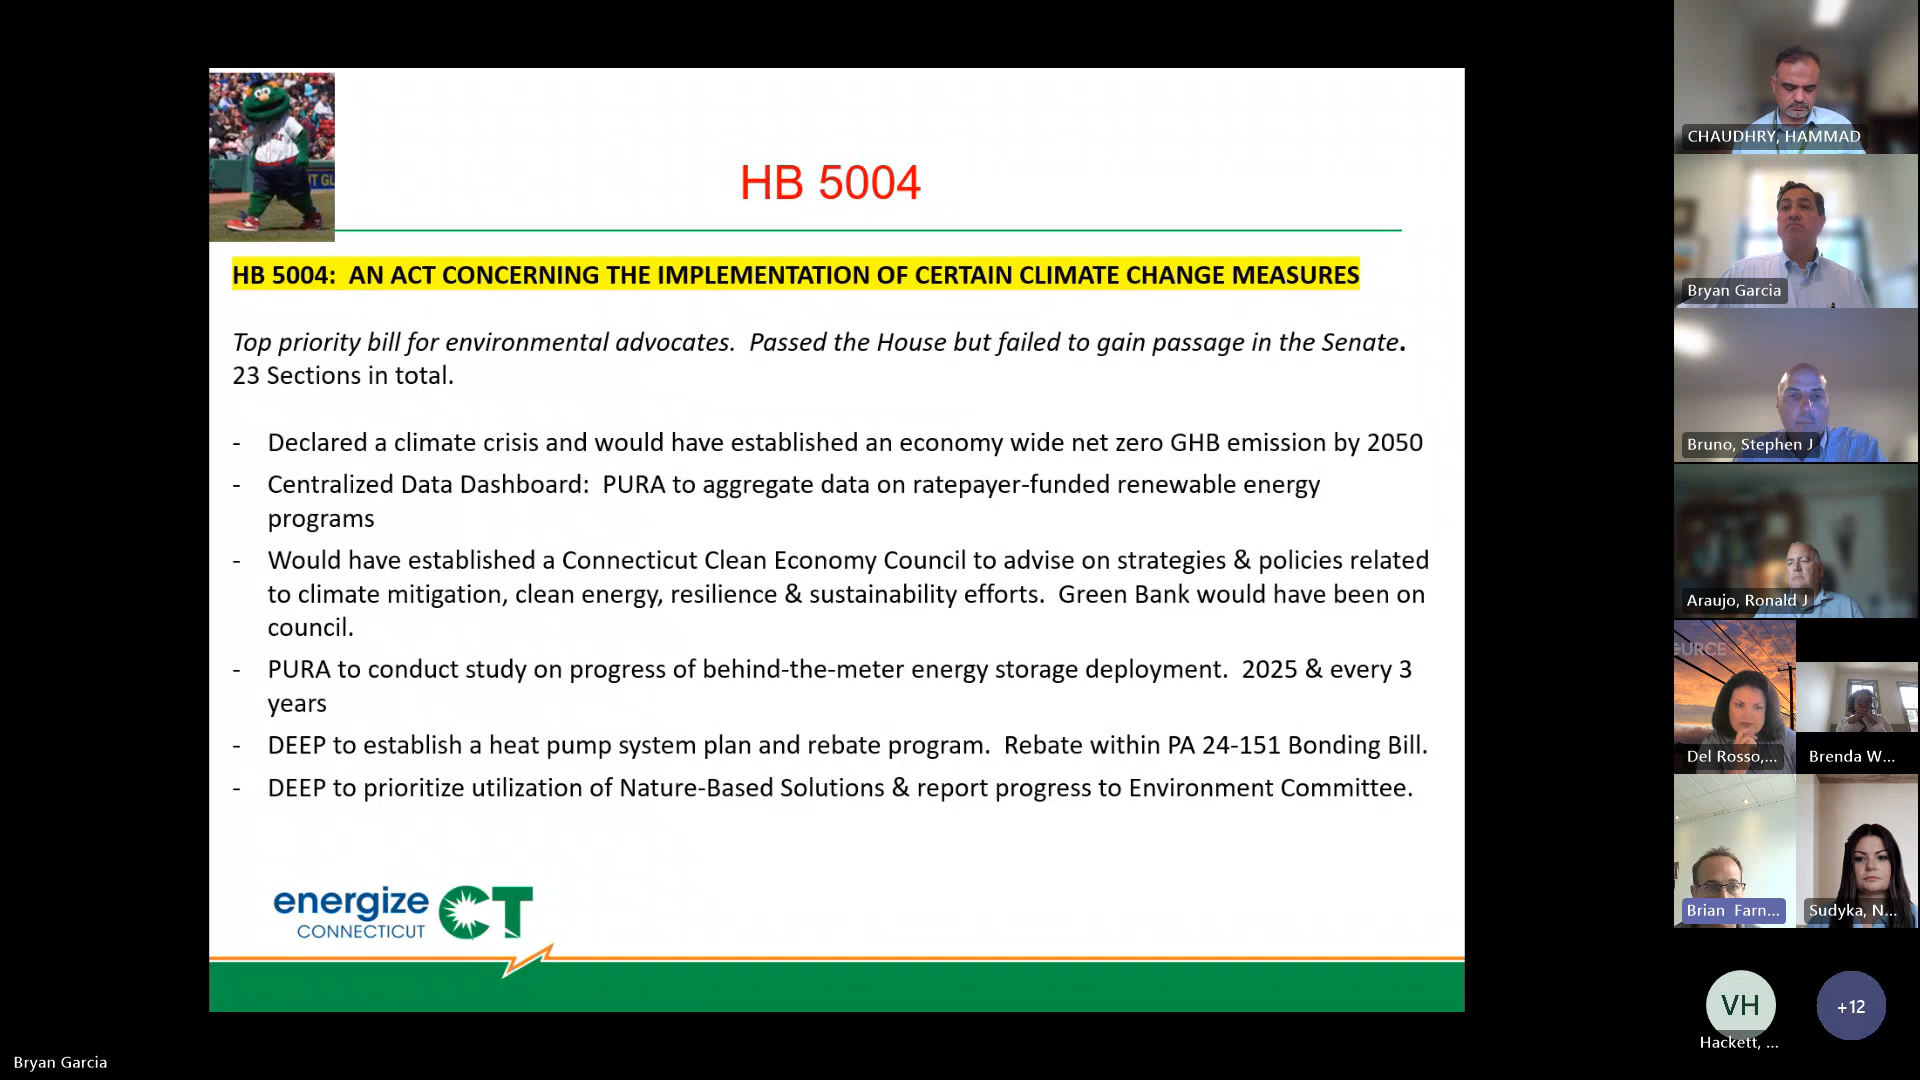 HB 5004
HB 5004:  AN ACT CONCERNING THE IMPLEMENTATION OF CERTAIN CLIMATE CHANGE MEASURES
Top priority bill for environmental advocates.  Passed the House but failed to gain passage in the Senate.
23 Sections in total.
- Declared a climate crisis and would have established an economy wide net zero GHB emission by 2050
- Centralized Data Dashboard:  PURA to aggregate data on ratepayer-funded renewable energy
programs
- Would have established a Connecticut Clean Economy Council to advise on strategies & policies related
to climate mitigation, clean energy, resilience & sustainability efforts.  Green Bank would have been on
council.
- PURA to conduct study on progress of behind-the-meter energy storage deployment.  2025 & every 3
years
- DEEP to establish a heat pump system plan and rebate program.  Rebate within PA 24-151 Bonding Bill.
- DEEP to prioritize utilization of Nature-Based Solutions & report progress to Environment Committee.
energize CT
CONNECTICUT
CHAUDHRY, HAMMAD
Bryan Garcia
Bruno, Stephen J
Araujo, Ronald J
URCE
Del Rosso,...
Brenda W...
Brian Farn...
Sudyka, N...
VH
+12
Hackett, ...
Bryan Garcia